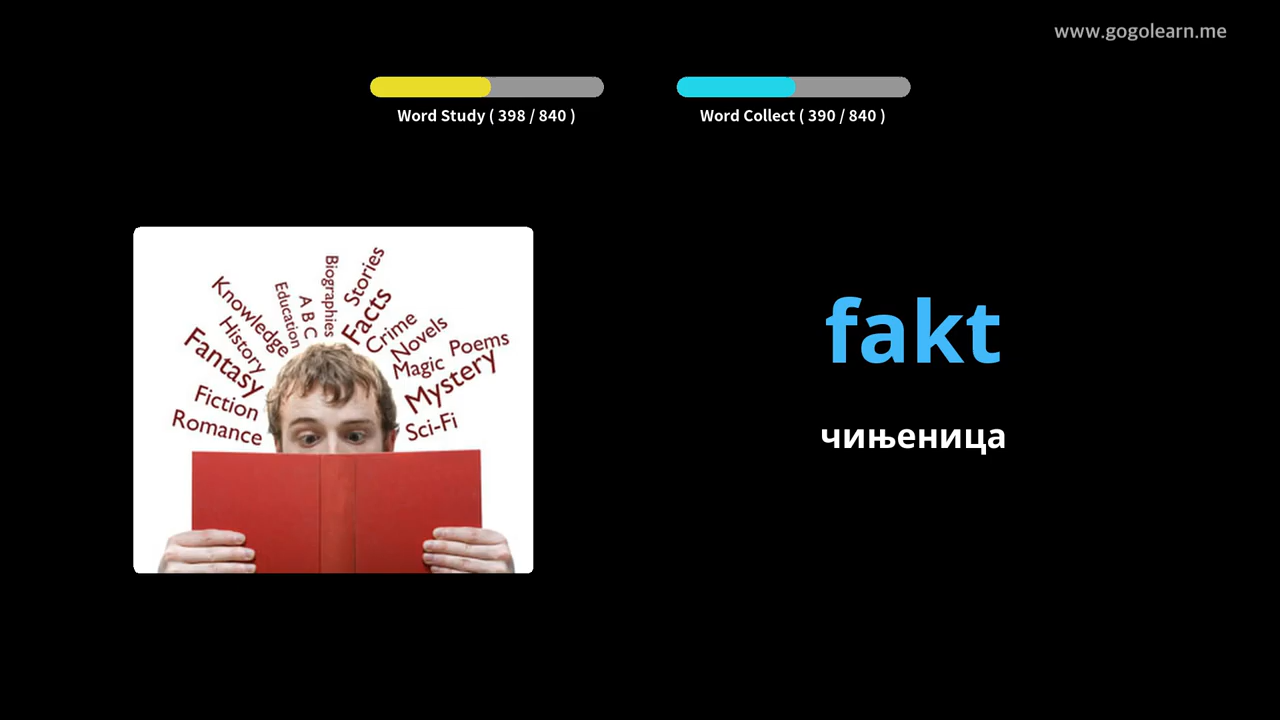 www.gogolearn.me
Word Study ( 398 / 840 )
Word Collect ( 390 / 840 )
Biographies
Stories
Education
A B C
Facts
Knowledge
Crime
History
Novels
Fantasy
Magic
Poems
Mystery
Fiction
Romance
Sci-Fi
fakt
чињеница